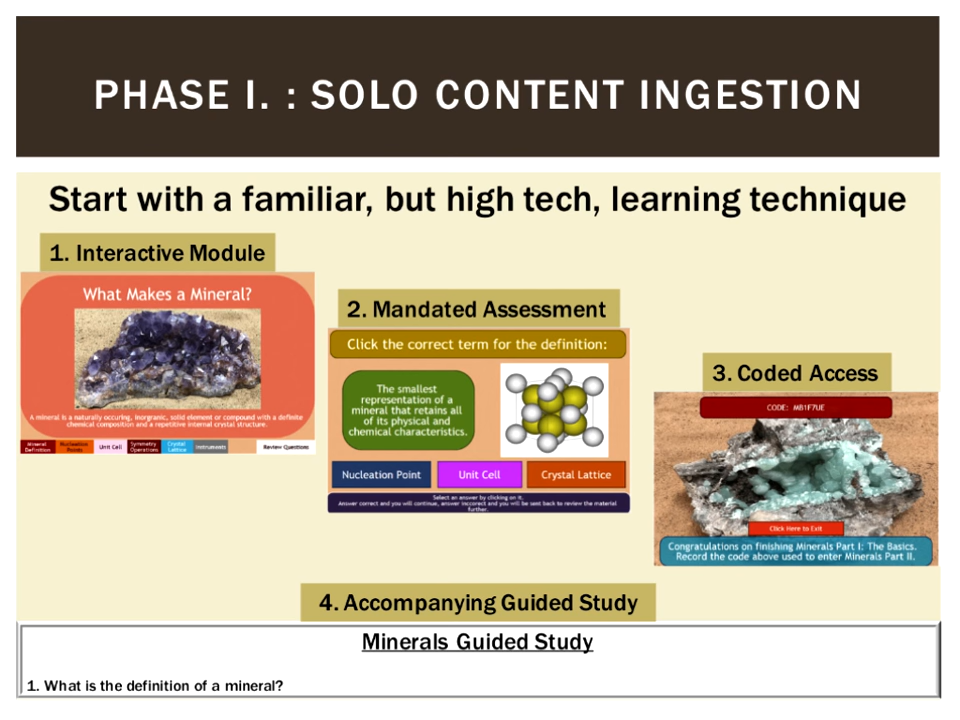 PHASE I. : SOLO CONTENT INGESTION
Start with a familiar, but high tech, learning technique
1. Interactive Module
What Makes a Mineral?
A mineral is a naturally occuring, inorganic, solid element or compound with a definite
chemical composition and a repetitive internal crystal structure.
Mineral
Definition
Nucleation
Points
Unit Cell
Symmetry
Operations
Crystal
Lattice
Instruments
Review Questions
2. Mandated Assessment
Click the correct term for the definition:
The smallest
representation of a
mineral that retains all
of its physical and
chemical characteristics.
Nucleation Point
Unit Cell
Crystal Lattice
Select an answer by clicking on it.
Answer correct and you will continue, answer incorrect and you will be sent back to review the material
further.
3. Coded Access
CODE: MB1F7UE
Click Here to Exit
Congratulations on finishing Minerals Part I: The Basics.
Record the code above used to enter Minerals Part II.
4. Accompanying Guided Study
Minerals Guided Study
1. What is the definition of a mineral?